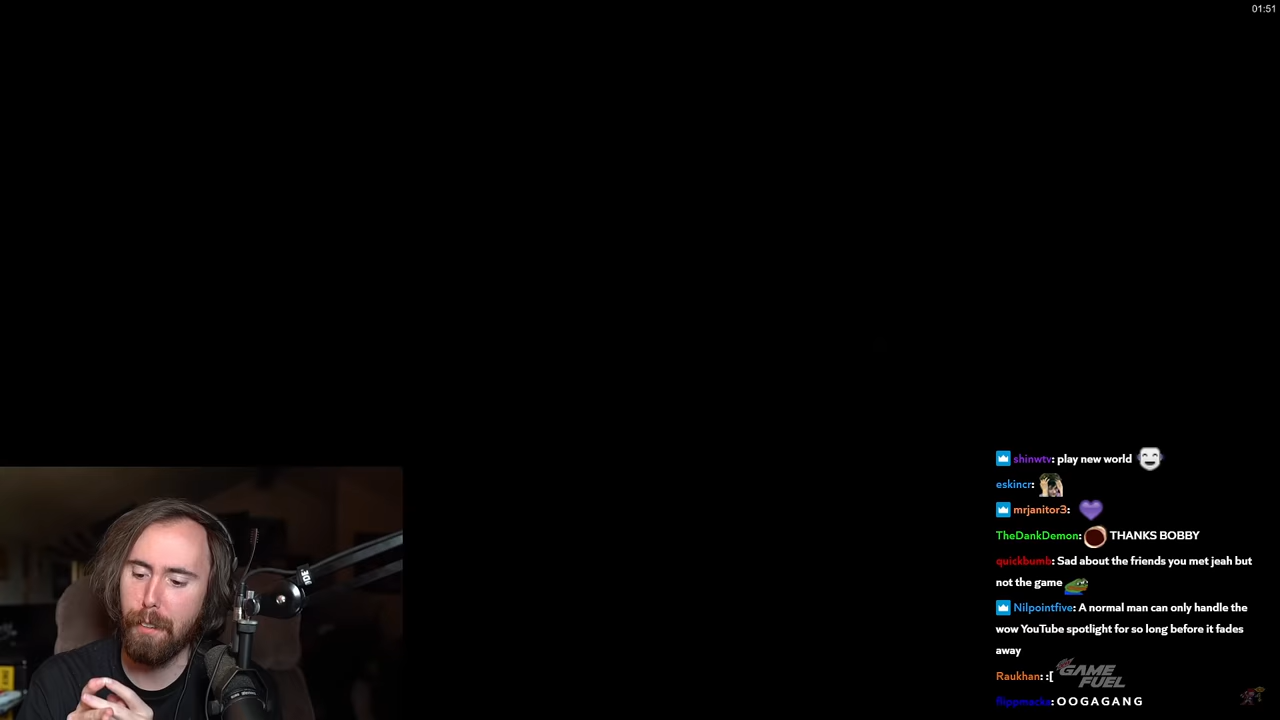 01:51
shinwtv: play new world
eskincr:
mrjanitor3:
TheDankDemon: THANKS BOBBY
quickbumb: Sad about the friends you met jeah but
not the game
Nilpointfive: A normal man can only handle the
wow YouTube spotlight for so long before it fades
away
Raukhan: :[ GAME FUEL
flippmacka: O O G A G A N G